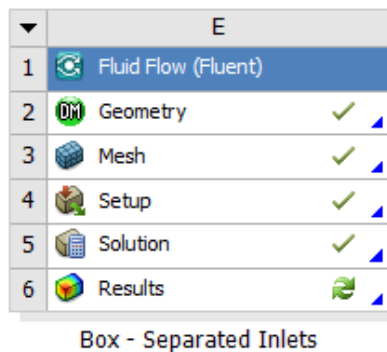 E
1 Fluid Flow (Fluent)
2 DM Geometry
3 Mesh
4 Setup
5 Solution
6 Results
Box - Separated Inlets